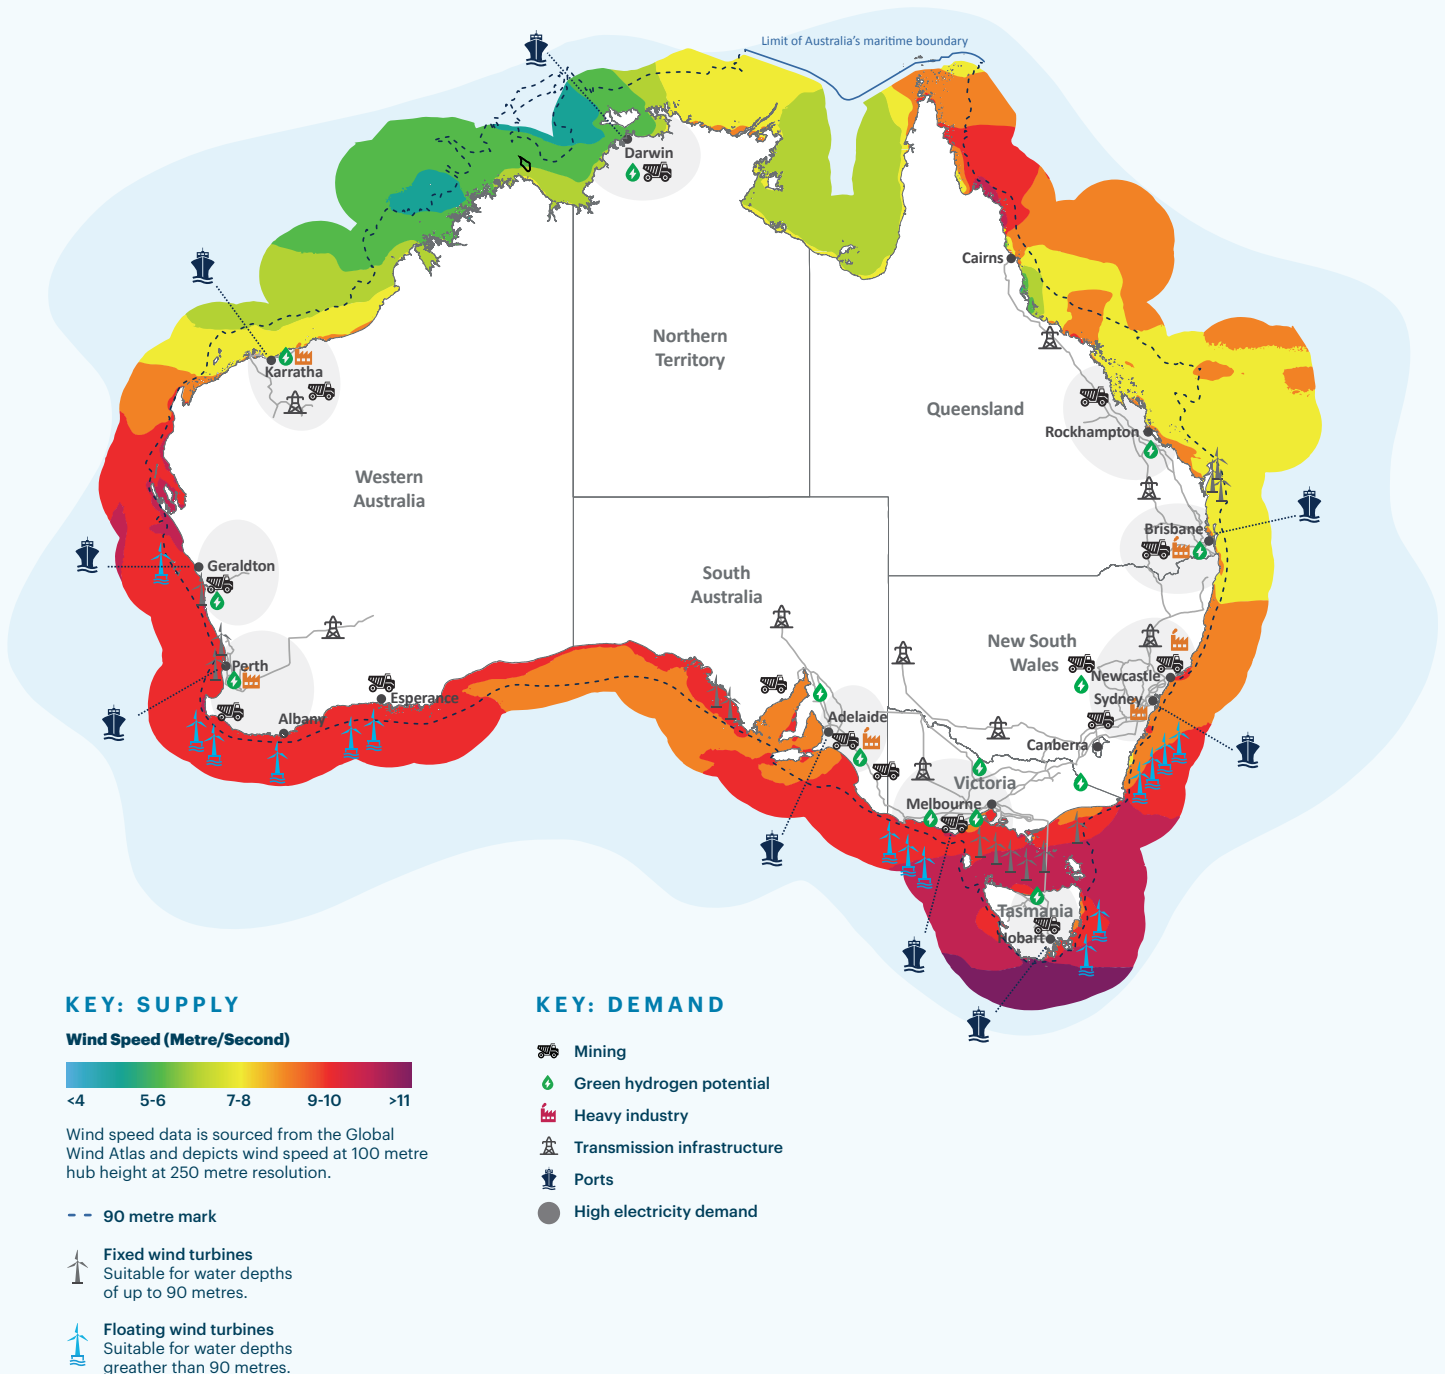 Limit of Australia's maritime boundary
Darwin
Cairns
Northern
Territory
Karratha
Queensland
Rockhampton
Western
Australia
Brisbane
Geraldton
South
Australia
New South
Wales
Perth
Newcastle
Esperance
Sydney
Albany
Adelaide
Canberra
Victoria
Melbourne
Tasmania
Hobart
KEY: SUPPLY
Wind Speed (Metre/Second)
<4 5-6 7-8 9-10 >11
Wind speed data is sourced from the Global
Wind Atlas and depicts wind speed at 100 metre
hub height at 250 metre resolution.
90 metre mark
Fixed wind turbines
Suitable for water depths
of up to 90 metres.
Floating wind turbines
Suitable for water depths
greather than 90 metres.
KEY: DEMAND
Mining
Green hydrogen potential
Heavy industry
Transmission infrastructure
Ports
High electricity demand